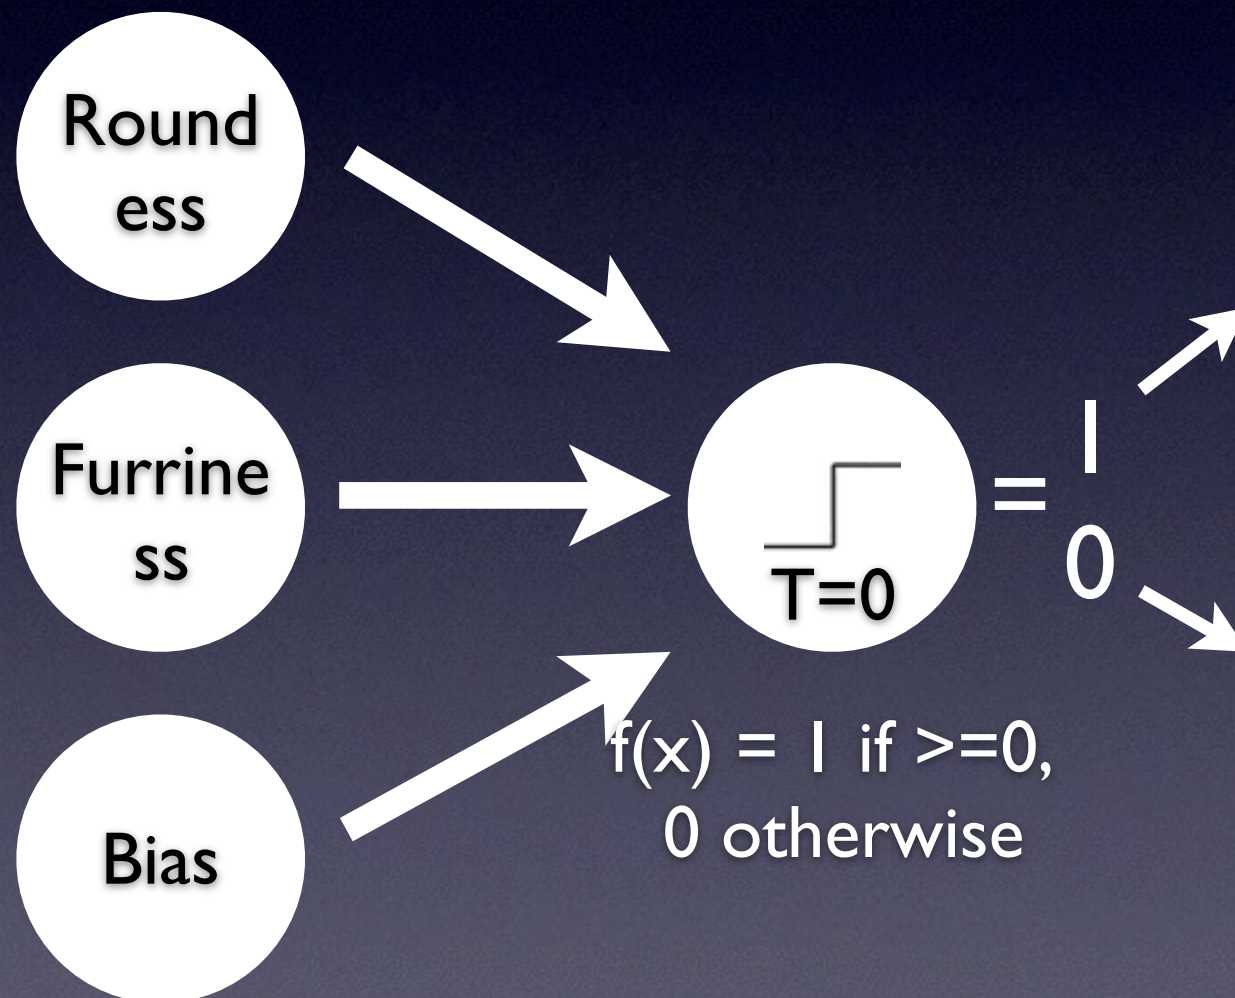 Round
ess
Furrine
ss
Bias
T=0
=
1
0
f(x) = 1 if >=0,
0 otherwise